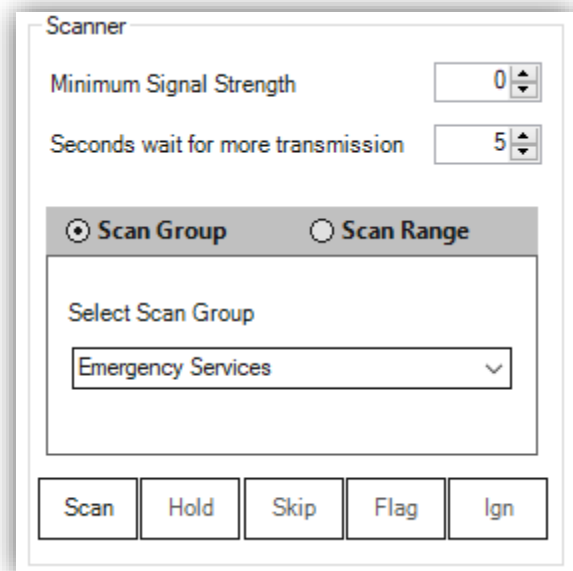 Scanner
Minimum Signal Strength 0
Seconds wait for more transmission 5
Scan Group Scan Range
Select Scan Group
Emergency Services
Scan Hold Skip Flag Ign